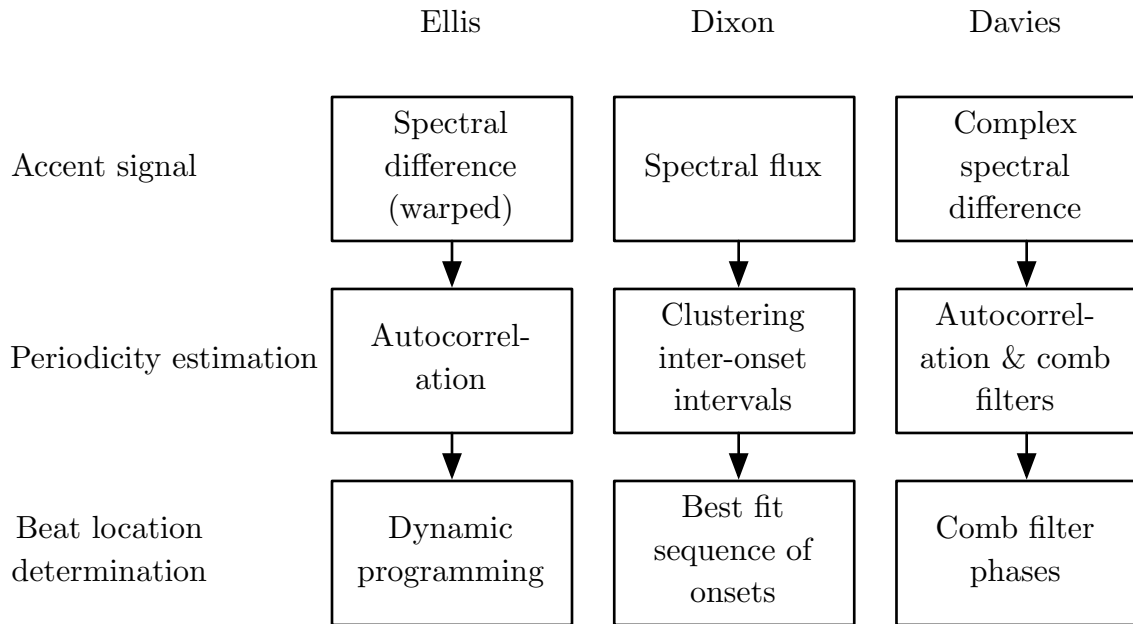 Ellis
Dixon
Davies
Accent signal
Spectral
difference
(warped)
Spectral flux
Complex
spectral
difference
Periodicity estimation
Autocorrel-
ation
Clustering
inter-onset
intervals
Autocorrel-
ation & comb
filters
Beat location
determination
Dynamic
programming
Best fit
sequence of
onsets
Comb filter
phases